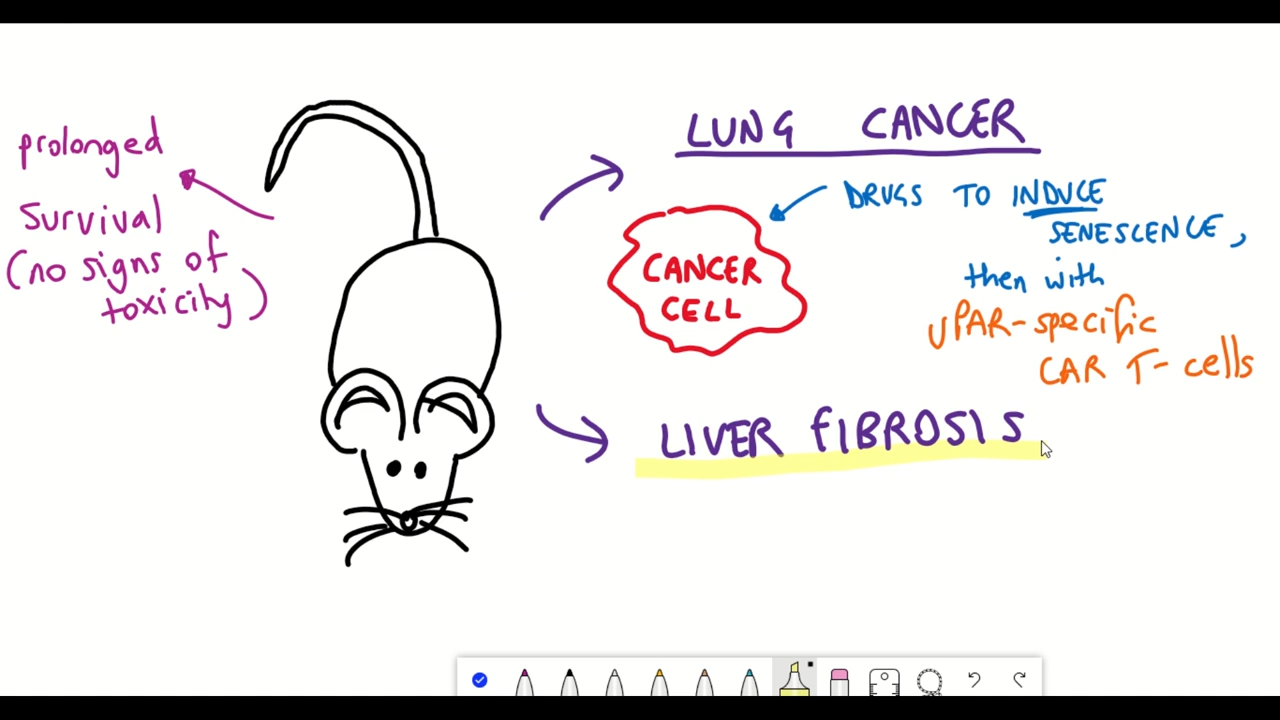 prolonged
survival
(no signs of
toxicity)
LUNG CANCER
DRUGS TO INDUCE
SENESCENCE,
then with
uPAR-specific
CAR T-cells
CANCER
CELL
LIVER FIBROSIS